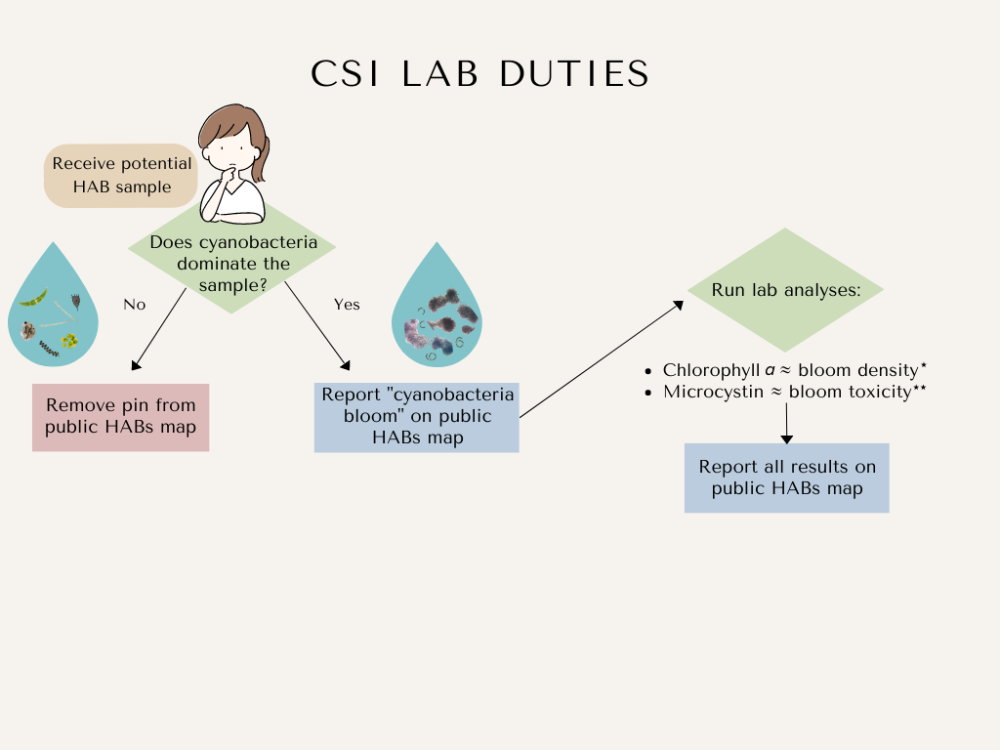 CSI LAB DUTIES
Receive potential
HAB sample
Does cyanobacteria
dominate the
sample?
No
Yes
Remove pin from
public HABs map
Report "cyanobacteria
bloom" on public
HABs map
Run lab analyses:
• Chlorophyll a ≈ bloom density*
• Microcystin ≈ bloom toxicity**
Report all results on
public HABs map